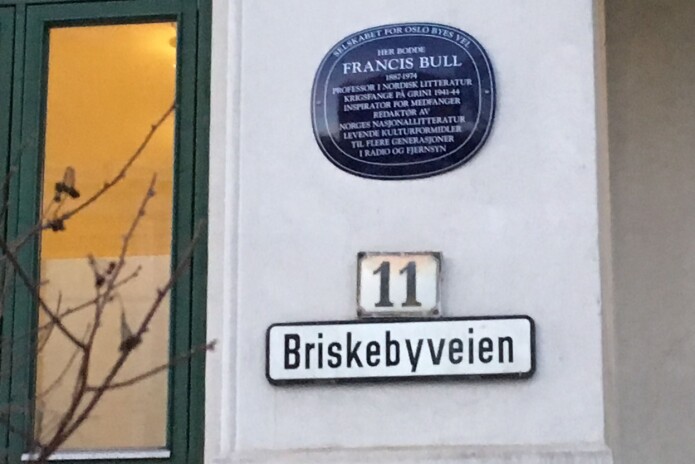 SELSKABET FOR OSLO BYES VEL
HER BODDE
FRANCIS BULL
1887-1974
PROFESSOR I NORDISK LITTERATUR
KRIGSFANGE PÅ GRINI 1941-44
INSPIRATOR FOR MEDFANGER
REDAKTØR AV
NORGES NASJONALLITTERATUR
LEVENDE KULTURFORMIDLER
TIL FLERE GENERASJONER
I RADIO OG FJERNSYN
11
Briskebyveien